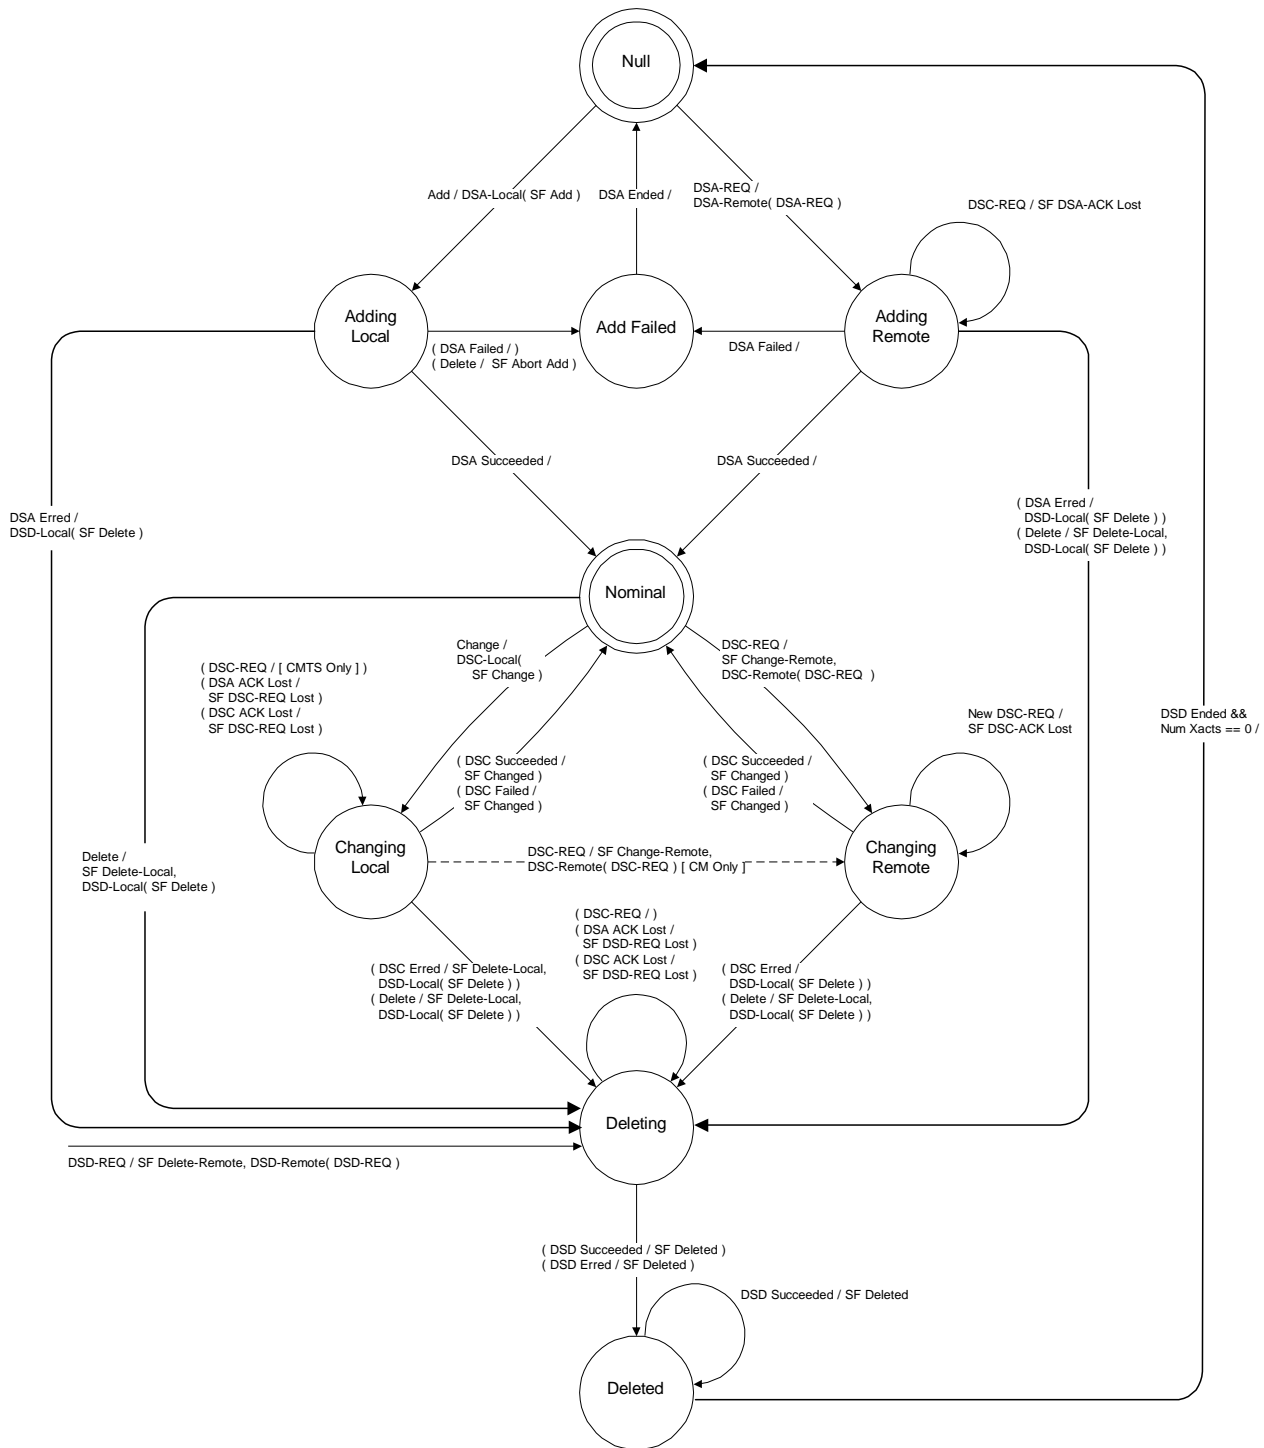 Null
Add / DSA-Local( SF Add )
DSA Ended /
DSA-REQ /
DSA-Remote( DSA-REQ )
DSC-REQ / SF DSA-ACK Lost
Adding
Local
Add Failed
Adding
Remote
( DSA Failed / )
( Delete / SF Abort Add )
DSA Failed /
DSA Succeeded /
DSA Succeeded /
DSA Erred /
DSD-Local( SF Delete )
( DSA Erred /
DSD-Local( SF Delete ) )
( Delete / SF Delete-Local,
DSD-Local( SF Delete ) )
Nominal
Change /
DSC-Local(
SF Change )
DSC-REQ /
SF Change-Remote,
DSC-Remote( DSC-REQ )
( DSC-REQ / [ CMTS Only ] )
( DSA ACK Lost /
SF DSC-REQ Lost )
( DSC ACK Lost /
SF DSC-REQ Lost )
New DSC-REQ /
SF DSC-ACK Lost
DSD Ended &&
Num Xacts == 0 /
( DSC Succeeded /
SF Changed )
( DSC Failed /
SF Changed )
( DSC Succeeded /
SF Changed )
( DSC Failed /
SF Changed )
Changing
Local
DSC-REQ / SF Change-Remote,
DSC-Remote( DSC-REQ ) [ CM Only ]
Changing
Remote
Delete /
SF Delete-Local,
DSD-Local( SF Delete )
( DSC-REQ / )
( DSA ACK Lost /
SF DSD-REQ Lost )
( DSC ACK Lost /
SF DSD-REQ Lost )
( DSC Erred / SF Delete-Local,
DSD-Local( SF Delete ) )
( Delete / SF Delete-Local,
DSD-Local( SF Delete ) )
( DSC Erred /
DSD-Local( SF Delete ) )
( Delete / SF Delete-Local,
DSD-Local( SF Delete ) )
Deleting
DSD-REQ / SF Delete-Remote, DSD-Remote( DSD-REQ )
( DSD Succeeded / SF Deleted )
( DSD Erred / SF Deleted )
DSD Succeeded / SF Deleted
Deleted